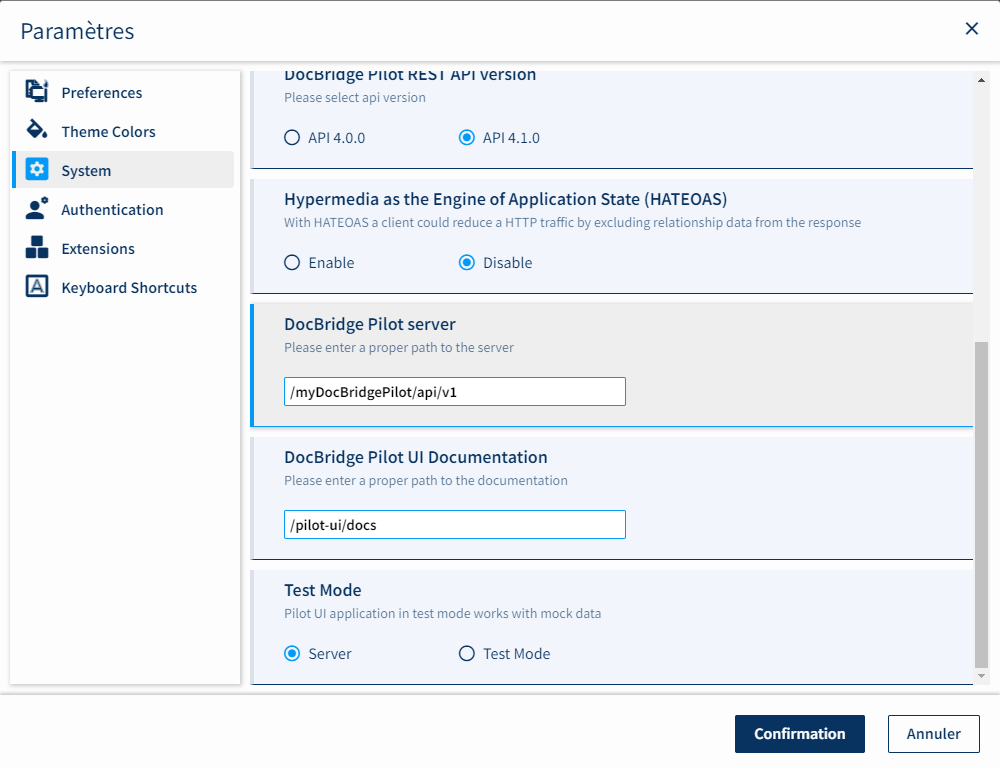 Paramètres
Preferences
Theme Colors
System
Authentication
Extensions
Keyboard Shortcuts
DocBridge Pilot REST API version
Please select api version
API 4.0.0
API 4.1.0
Hypermedia as the Engine of Application State (HATEOAS)
With HATEOAS a client could reduce a HTTP traffic by excluding relationship data from the response
Enable
Disable
DocBridge Pilot server
Please enter a proper path to the server
/myDocBridgePilot/api/v1
DocBridge Pilot UI Documentation
Please enter a proper path to the documentation
/pilot-ui/docs
Test Mode
Pilot UI application in test mode works with mock data
Server
Test Mode
Confirmation
Annuler